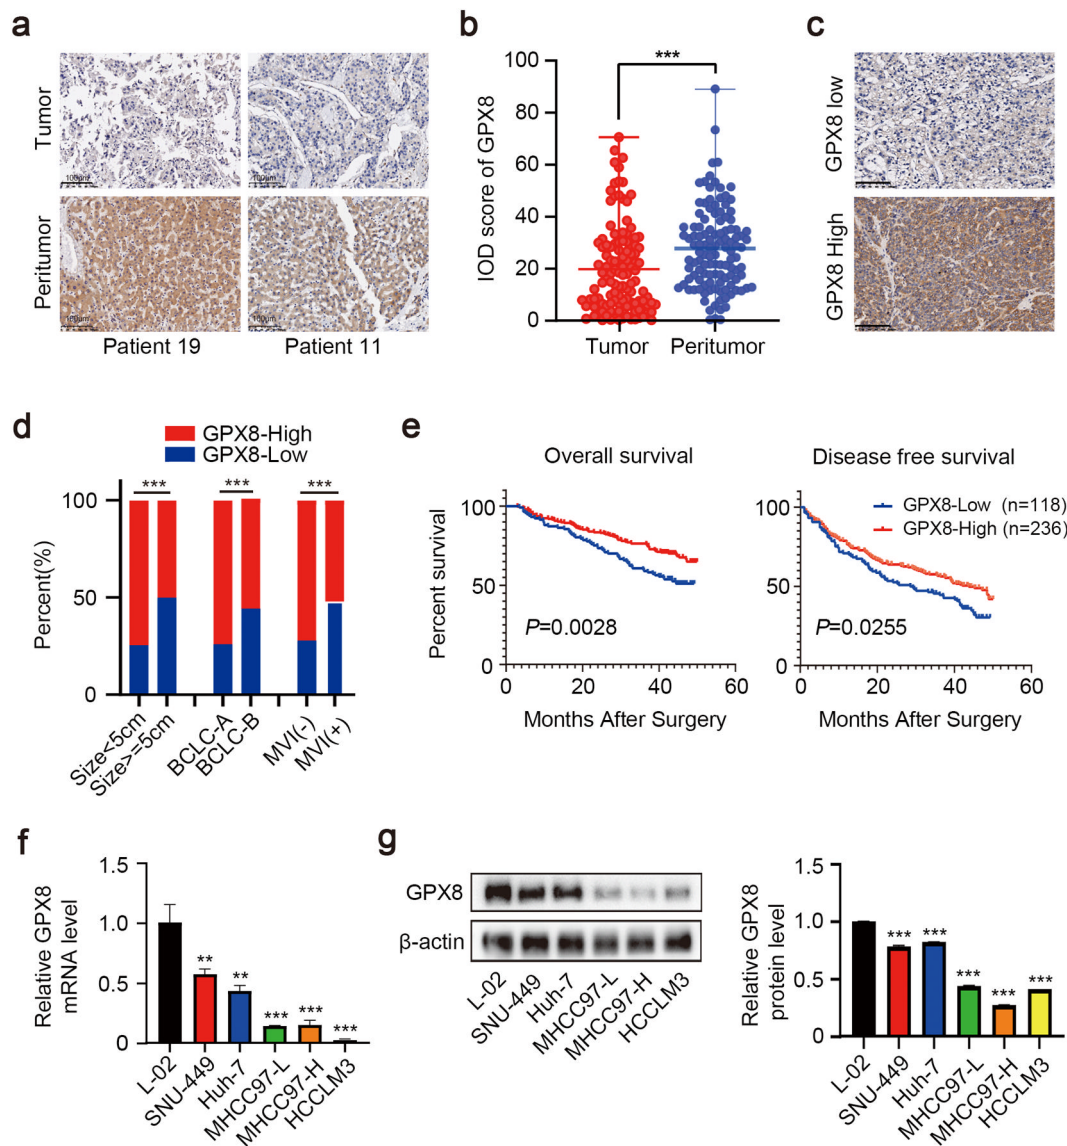 a
Tumor
Peritumor
100μm
100μm
100μm
Patient 19
Patient 11
b
IOD score of GPX8
100
80
60
40
20
0
***
Tumor
Peritumor
c
GPX8 low
GPX8 High
d
GPX8-High
GPX8-Low
Percent(%)
100
50
0
***
***
***
Size<5cm
Size>=5cm
BCLC-A
BCLC-B
MVI(-)
MVI(+)
e
Overall survival
Percent survival
100
50
0
P=0.0028
0
20
40
60
Months After Surgery
Disease free survival
GPX8-Low (n=118)
GPX8-High (n=236)
100
50
0
P=0.0255
0
20
40
60
Months After Surgery
f
Relative GPX8
mRNA level
1.5
1.0
0.5
0
**
**
***
***
***
L-02
SNU-449
Huh-7
MHCC97-L
MHCC97-H
HCCLM3
g
GPX8
β-actin
L-02
SNU-449
Huh-7
MHCC97-L
MHCC97-H
HCCLM3
Relative GPX8
protein level
1.5
1.0
0.5
0
***
***
***
***
***
L-02
SNU-449
Huh-7
MHCC97-L
MHCC97-H
HCCLM3